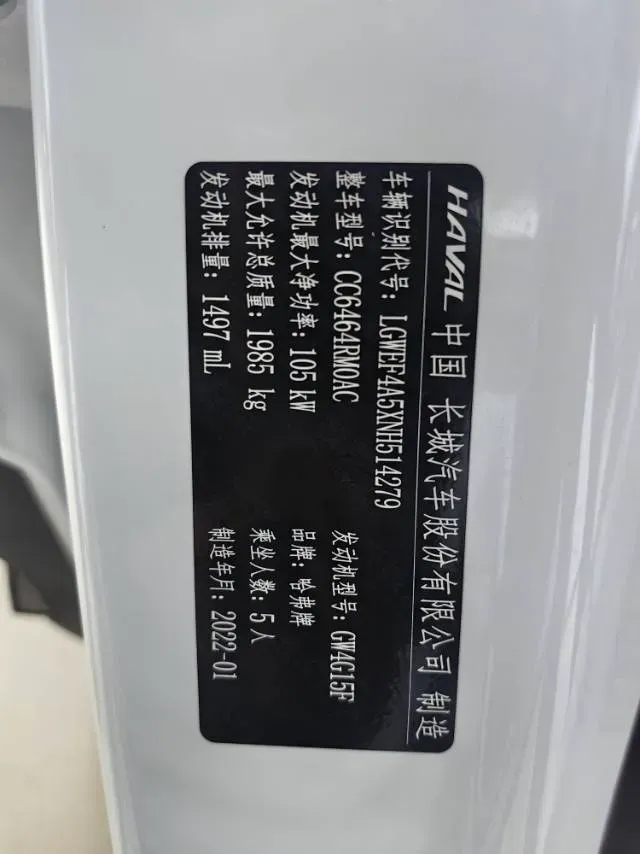 HAVAL 中国 长城汽车股份有限公司 制造
车辆识别代号: LGWEF4A5XNH514279
整车型号: CC6464RM0AC 发动机型号: GW4G15F
发动机最大净功率: 105 kW 品牌: 哈弗牌
最大允许总质量: 1985 kg 乘坐人数: 5人
发动机排量: 1497 mL 制造年月: 2022-01